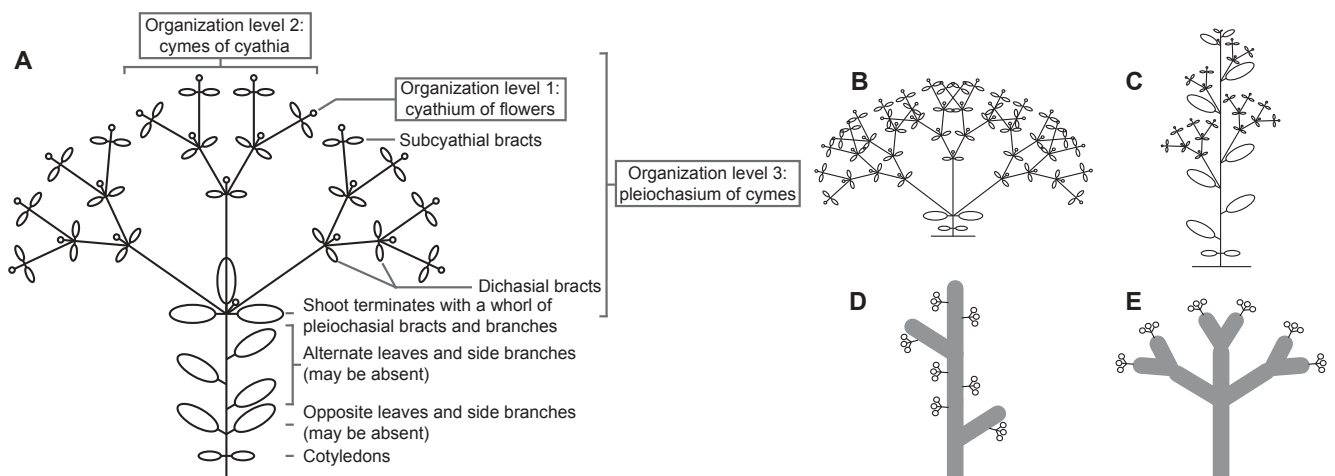 Organization level 2:
cymes of cyathia
A
Organization level 1:
cyathium of flowers
Subcyathial bracts
Organization level 3:
pleiochasium of cymes
Dichasial bracts
Shoot terminates with a whorl of
pleiochasial bracts and branches
Alternate leaves and side branches
(may be absent)
Opposite leaves and side branches
(may be absent)
Cotyledons
B
C
D
E